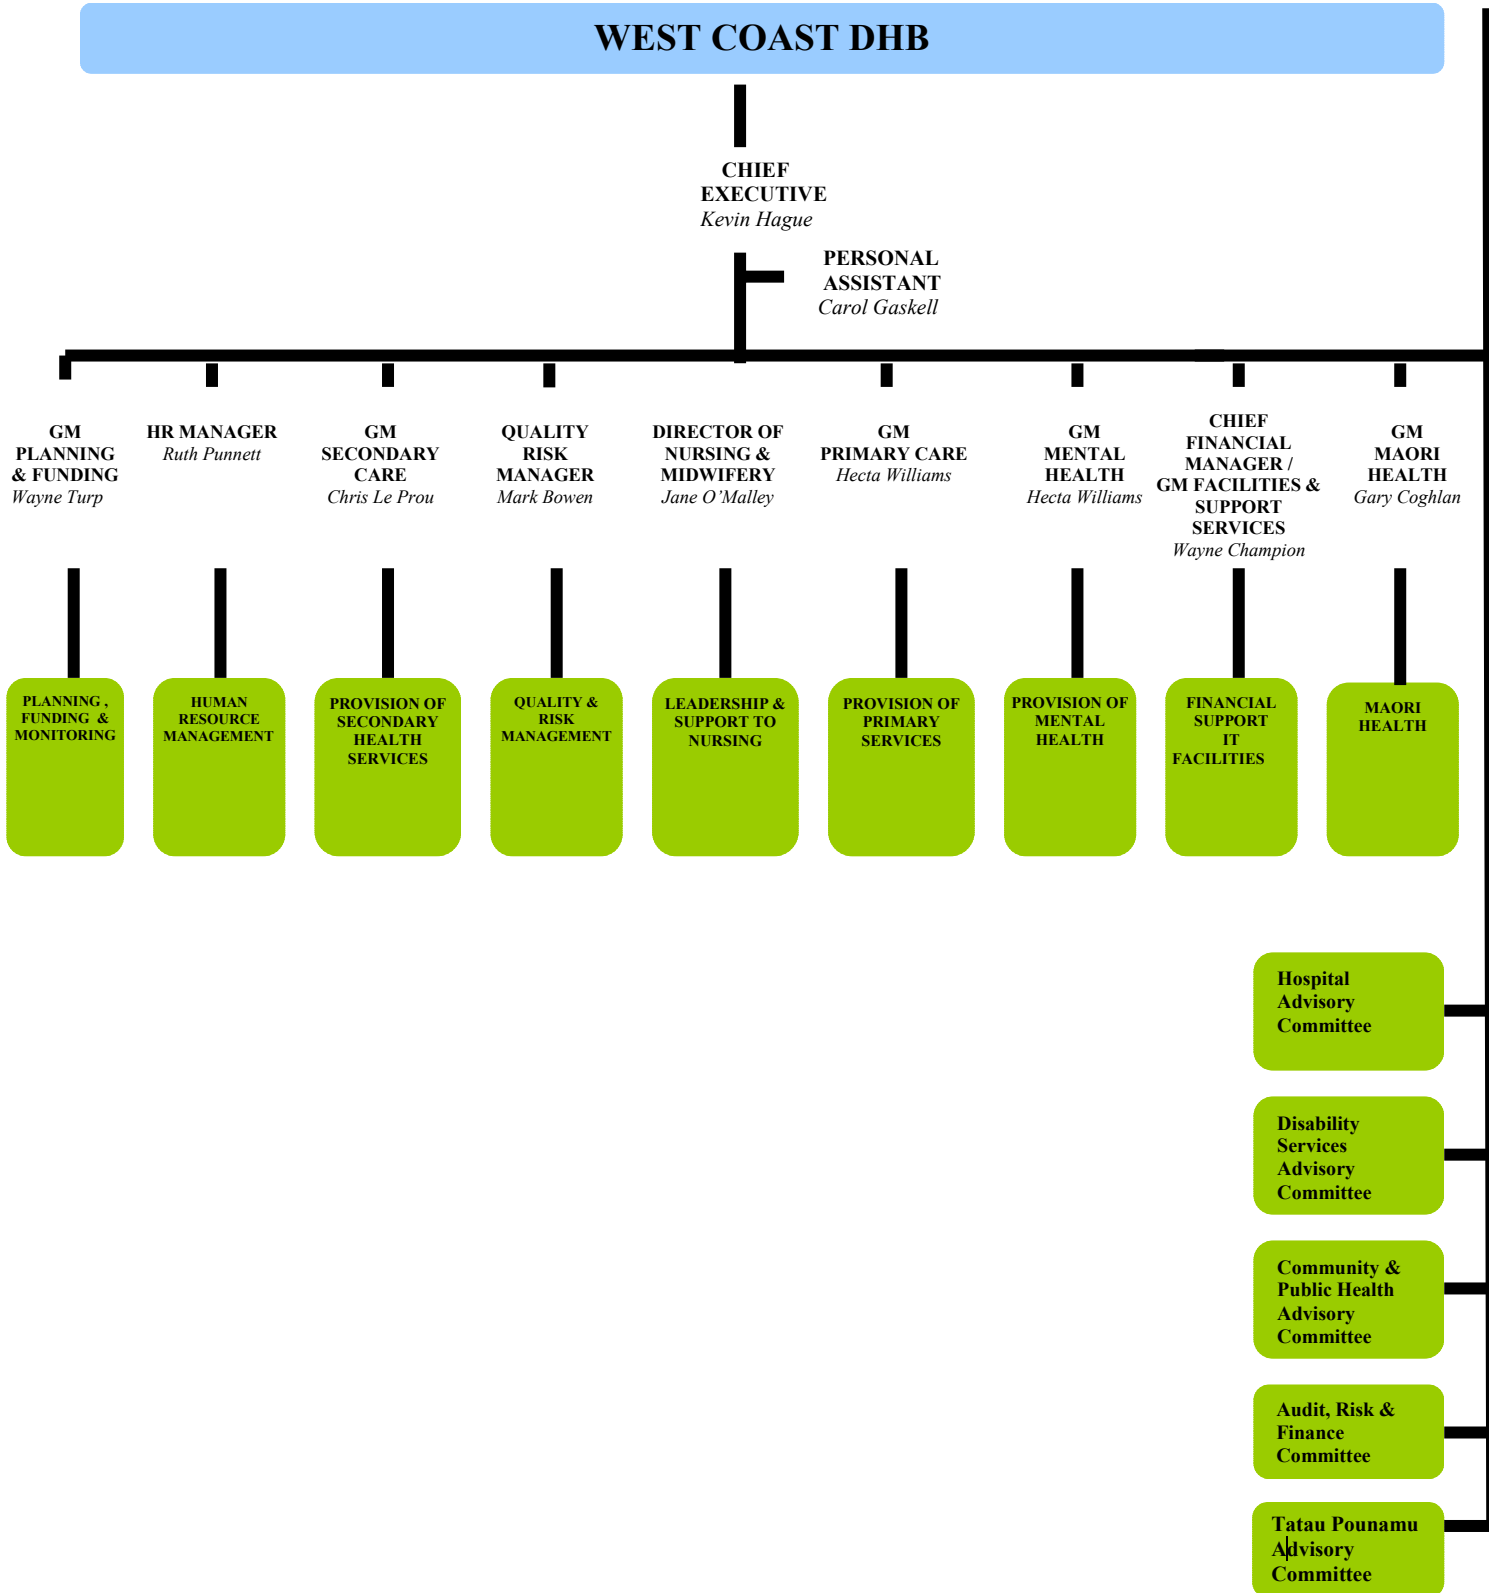 WEST COAST DHB
CHIEF
EXECUTIVE
Kevin Hague
PERSONAL
ASSISTANT
Carol Gaskell
GM
PLANNING
& FUNDING
Wayne Turp
HR MANAGER
Ruth Punnett
GM
SECONDARY
CARE
Chris Le Prou
QUALITY
RISK
MANAGER
Mark Bowen
DIRECTOR OF
NURSING &
MIDWIFERY
Jane O’Malley
GM
PRIMARY CARE
Hecta Williams
GM
MENTAL
HEALTH
Hecta Williams
CHIEF
FINANCIAL
MANAGER /
GM FACILITIES &
SUPPORT
SERVICES
Wayne Champion
GM
MAORI
HEALTH
Gary Coghlan
PLANNING ,
FUNDING &
MONITORING
HUMAN
RESOURCE
MANAGEMENT
PROVISION OF
SECONDARY
HEALTH
SERVICES
QUALITY &
RISK
MANAGEMENT
LEADERSHIP &
SUPPORT TO
NURSING
PROVISION OF
PRIMARY
SERVICES
PROVISION OF
MENTAL
HEALTH
FINANCIAL
SUPPORT
IT
FACILITIES
MAORI
HEALTH
Hospital
Advisory
Committee
Disability
Services
Advisory
Committee
Community &
Public Health
Advisory
Committee
Audit, Risk &
Finance
Committee
Tatau Pounamu
Advisory
Committee